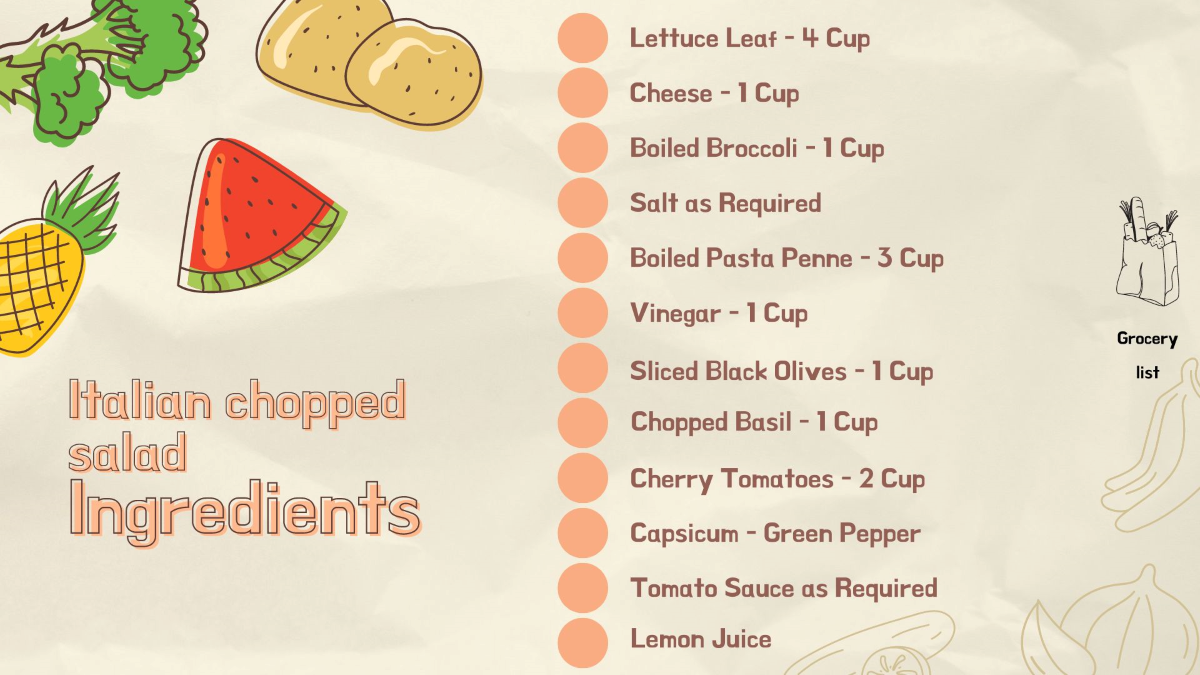 Italian chopped
salad
Ingredients
Lettuce Leaf - 4 Cup
Cheese - 1 Cup
Boiled Broccoli - 1 Cup
Salt as Required
Boiled Pasta Penne - 3 Cup
Vinegar - 1 Cup
Sliced Black Olives - 1 Cup
Chopped Basil - 1 Cup
Cherry Tomatoes - 2 Cup
Capsicum - Green Pepper
Tomato Sauce as Required
Lemon Juice
Grocery
list